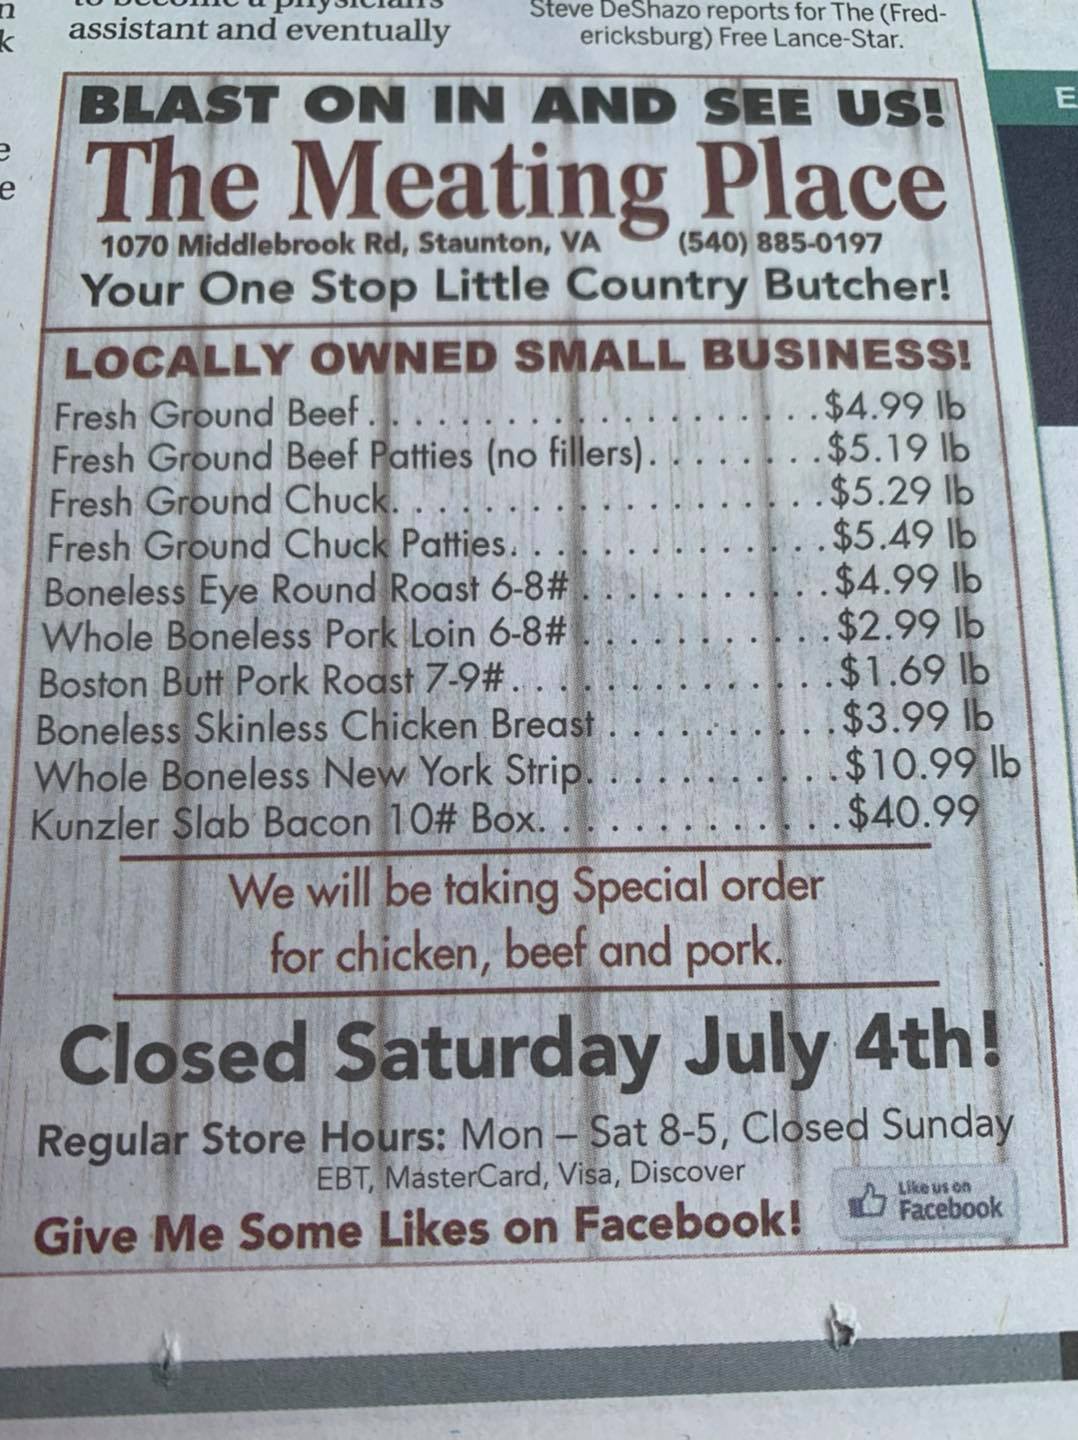 assistant and eventually
Steve DeShazo reports for The (Fred-
ericksburg) Free Lance-Star.
BLAST ON IN AND SEE US!
The Meating Place
1070 Middlebrook Rd, Staunton, VA (540) 885-0197
Your One Stop Little Country Butcher!
LOCALLY OWNED SMALL BUSINESS!
Fresh Ground Beef. . . . . . . . . . . . . . . . . . . .$4.99 lb
Fresh Ground Beef Patties (no fillers). . . . . . . .$5.19 lb
Fresh Ground Chuck. . . . . . . . . . . . . . . . . . .$5.29 lb
Fresh Ground Chuck Patties. . . . . . . . . . . . . .$5.49 lb
Boneless Eye Round Roast 6-8# . . . . . . . . . . .$4.99 lb
Whole Boneless Pork Loin 6-8# . . . . . . . . . . .$2.99 lb
Boston Butt Pork Roast 7-9#. . . . . . . . . . . . . .$1.69 lb
Boneless Skinless Chicken Breast . . . . . . . . . .$3.99 lb
Whole Boneless New York Strip. . . . . . . . . . .$10.99 lb
Kunzler Slab Bacon 10# Box. . . . . . . . . . . . .$40.99
We will be taking Special order
for chicken, beef and pork.
Closed Saturday July 4th!
Regular Store Hours: Mon – Sat 8-5, Closed Sunday
EBT, MasterCard, Visa, Discover
Give Me Some Likes on Facebook!
Like us on
Facebook